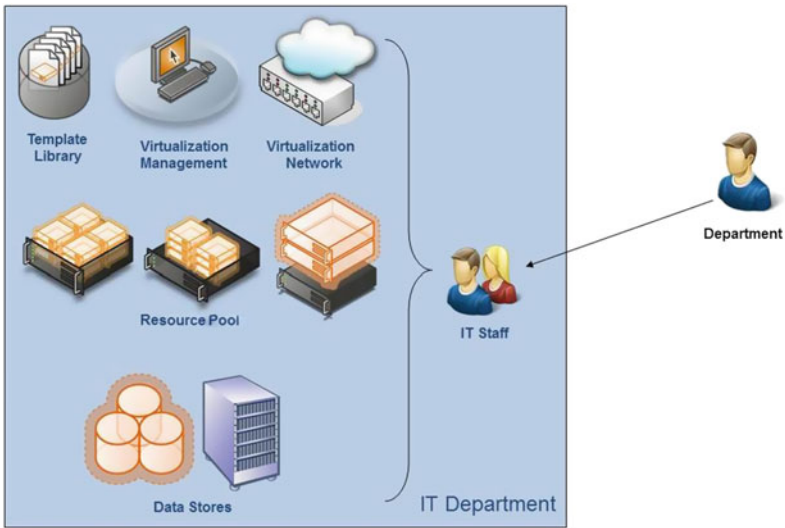 Template
Library
Virtualization
Management
Virtualization
Network
Department
Resource Pool
IT Staff
Data Stores
IT Department